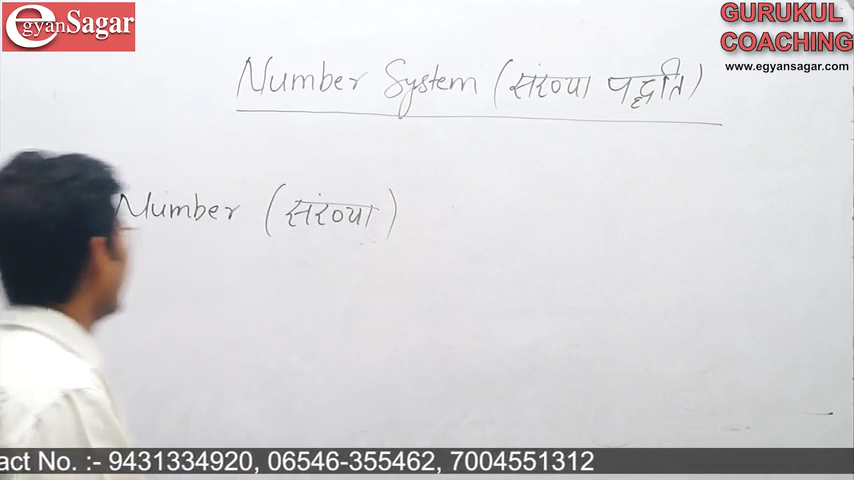 egyanSagar
GURUKUL
COACHING
www.egyansagar.com
Number System (संख्या पद्धति)
Number (संख्या)
act No. :- 9431334920, 06546-355462, 7004551312